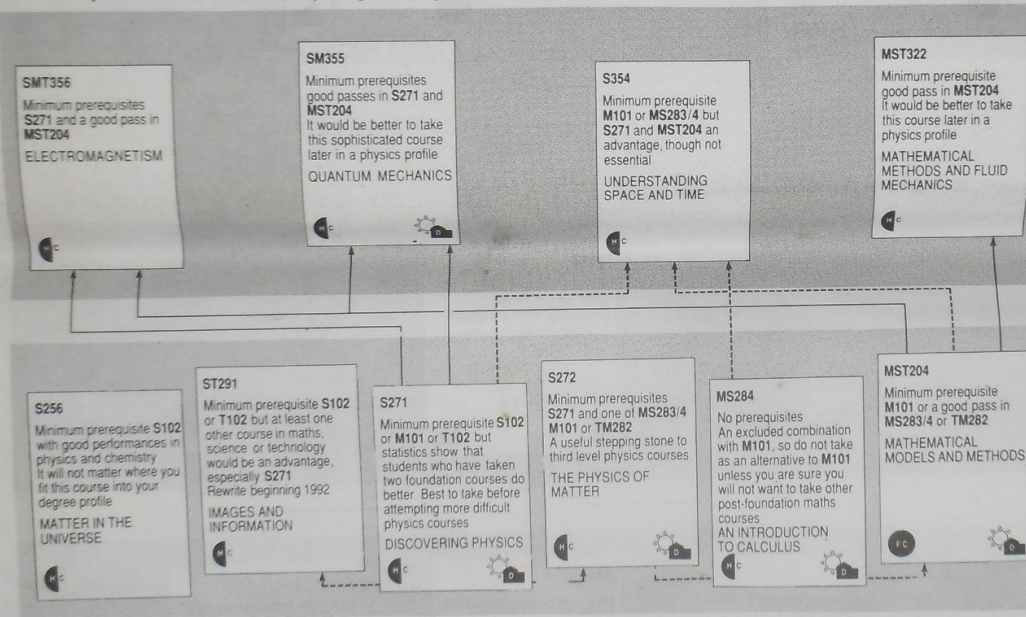 SMT356
Minimum prerequisites
S271 and a good pass in
MST204
ELECTROMAGNETISM
H C
SM355
Minimum prerequisites
good passes in S271 and
MST204
It would be better to take
this sophisticated course
later in a physics profile
QUANTUM MECHANICS
H C
D
S354
Minimum prerequisite
M101 or MS283/4 but
S271 and MST204 an
advantage, though not
essential
UNDERSTANDING
SPACE AND TIME
H C
MST322
Minimum prerequisite
good pass in MST204
It would be better to take
this course later in a
physics profile
MATHEMATICAL
METHODS AND FLUID
MECHANICS
H C
S256
Minimum prerequisite S102
with good performances in
physics and chemistry
It will not matter where you
fit this course into your
degree profile
MATTER IN THE
UNIVERSE
H C
ST291
Minimum prerequisite S102
or T102 but at least one
other course in maths,
science or technology
would be an advantage,
especially S271
Rewrite beginning 1992
IMAGES AND
INFORMATION
H C
S271
Minimum prerequisite S102
or M101 or T102 but
statistics show that
students who have taken
two foundation courses do
better Best to take before
attempting more difficult
physics courses
DISCOVERING PHYSICS
H C
D
S272
Minimum prerequisites
S271 and one of MS283/4
M101 or TM282
A useful stepping stone to
third level physics courses
THE PHYSICS OF
MATTER
H C
D
MS284
No prerequisites
An excluded combination
with M101, so do not take
as an alternative to M101
unless you are sure you
will not want to take other
post-foundation maths
courses
AN INTRODUCTION
TO CALCULUS
H C
D
MST204
Minimum prerequisite
M101 or a good pass in
MS283/4 or TM282
MATHEMATICAL
MODELS AND METHODS
F C
D